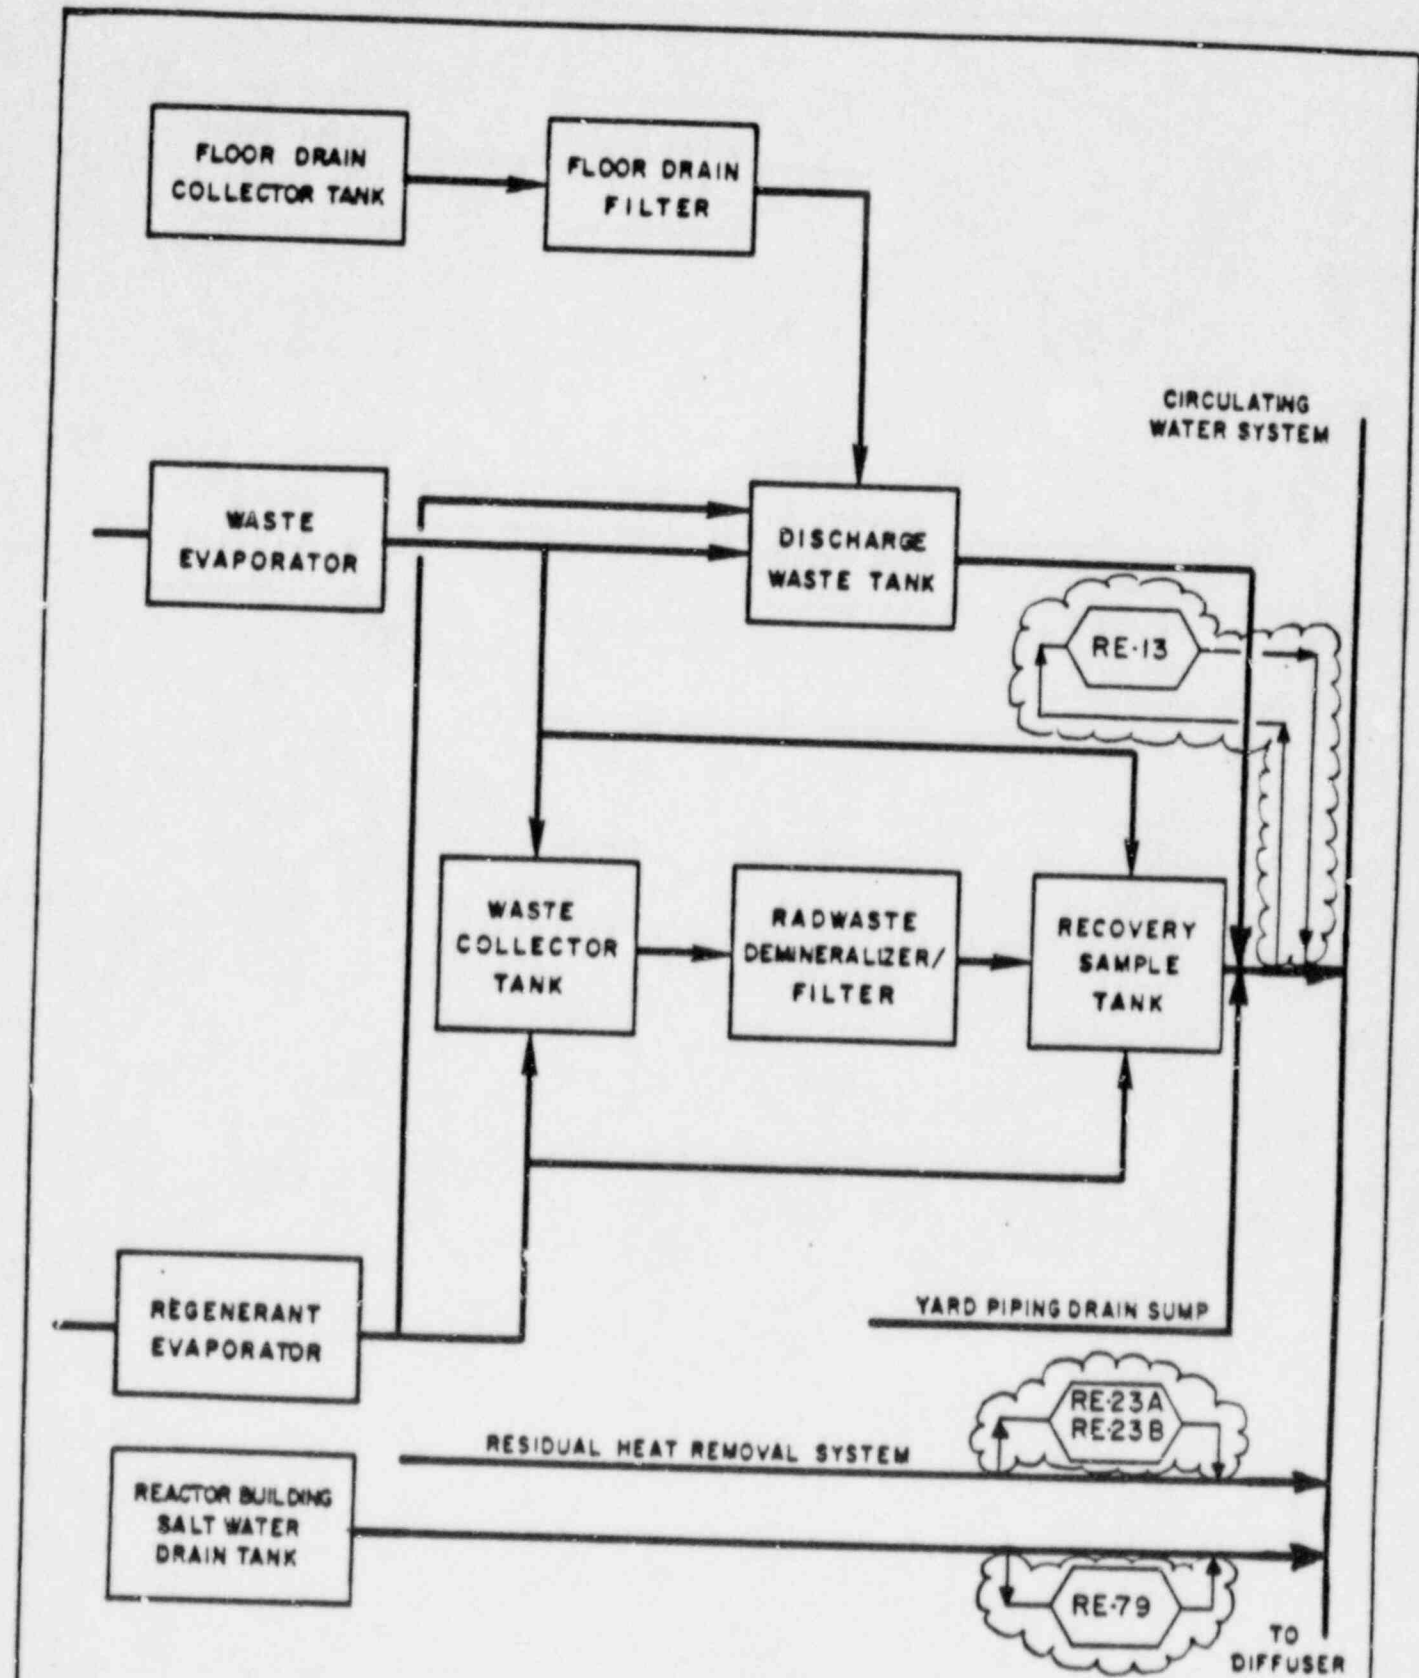 FLOOR DRAIN
COLLECTOR TANK
FLOOR DRAIN
FILTER
CIRCULATING
WATER SYSTEM
WASTE
EVAPORATOR
DISCHARGE
WASTE TANK
RE-13
WASTE
COLLECTOR
TANK
RADWASTE
DEMINERALIZER/
FILTER
RECOVERY
SAMPLE
TANK
REGENERANT
EVAPORATOR
YARD PIPING DRAIN SUMP
RE-23A
RE-23B
RESIDUAL HEAT REMOVAL SYSTEM
REACTOR BUILDING
SALT WATER
DRAIN TANK
RE-79
TO
DIFFUSER